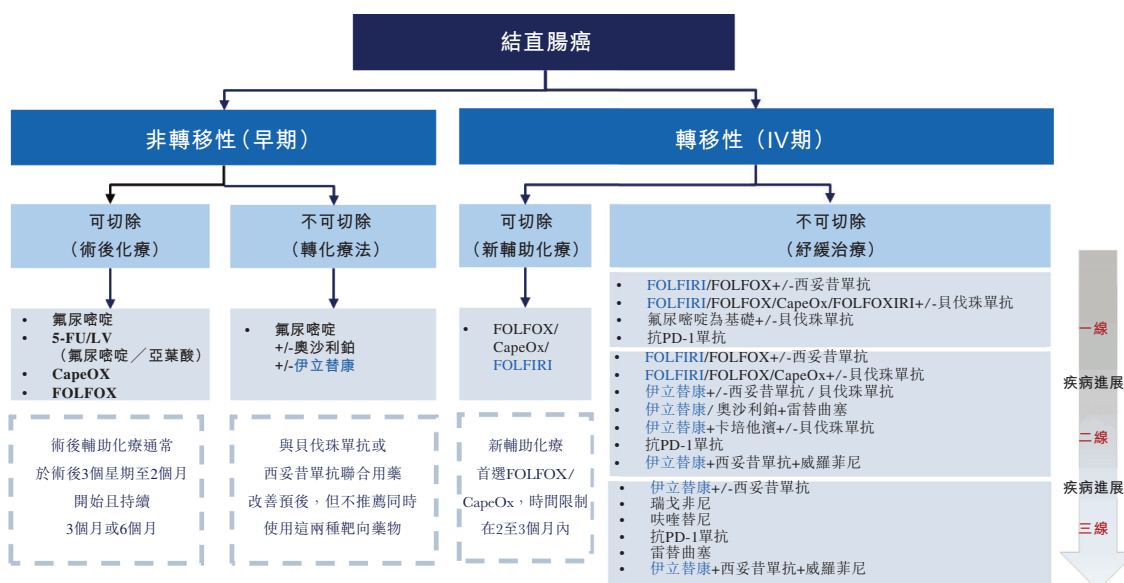 結直腸癌
非轉移性（早期）
轉移性（IV期）
可切除
（術後化療）
不可切除
（轉化療法）
可切除
（新輔助化療）
不可切除
（紓緩治療）
• 氟尿嘧啶
• 5-FU/LV
（氟尿嘧啶／亞葉酸）
• CapeOX
• FOLFOX
• 氟尿嘧啶
+/-奧沙利鉑
+/-伊立替康
• FOLFOX/
CapeOx/
FOLFIRI
• FOLFIRI/FOLFOX+/-西妥昔單抗
• FOLFIRI/FOLFOX/CapeOx/FOLFOXIRI+/-貝伐珠單抗
• 氟尿嘧啶為基礎+/-貝伐珠單抗
• 抗PD-1單抗
一線
• FOLFIRI/FOLFOX+/-西妥昔單抗
• FOLFIRI/FOLFOX/CapeOx+/-貝伐珠單抗
• 伊立替康+/-西妥昔單抗 / 貝伐珠單抗
• 伊立替康/ 奧沙利鉑+雷替曲塞
• 伊立替康+卡培他濱+/-貝伐珠單抗
• 抗PD-1單抗
• 伊立替康+西妥昔單抗+威羅菲尼
疾病進展
二線
• 伊立替康+/-西妥昔單抗
• 瑞戈非尼
• 呋喹替尼
• 抗PD-1單抗
• 雷替曲塞
• 伊立替康+西妥昔單抗+威羅菲尼
疾病進展
三線
術後輔助化療通常
於術後3個星期至2個月
開始且持續
3個月或6個月
與貝伐珠單抗或
西妥昔單抗聯合用藥
改善預後，但不推薦同時
使用這兩種靶向藥物
新輔助化療
首選FOLFOX/
CapeOx，時間限制
在2至3個月內